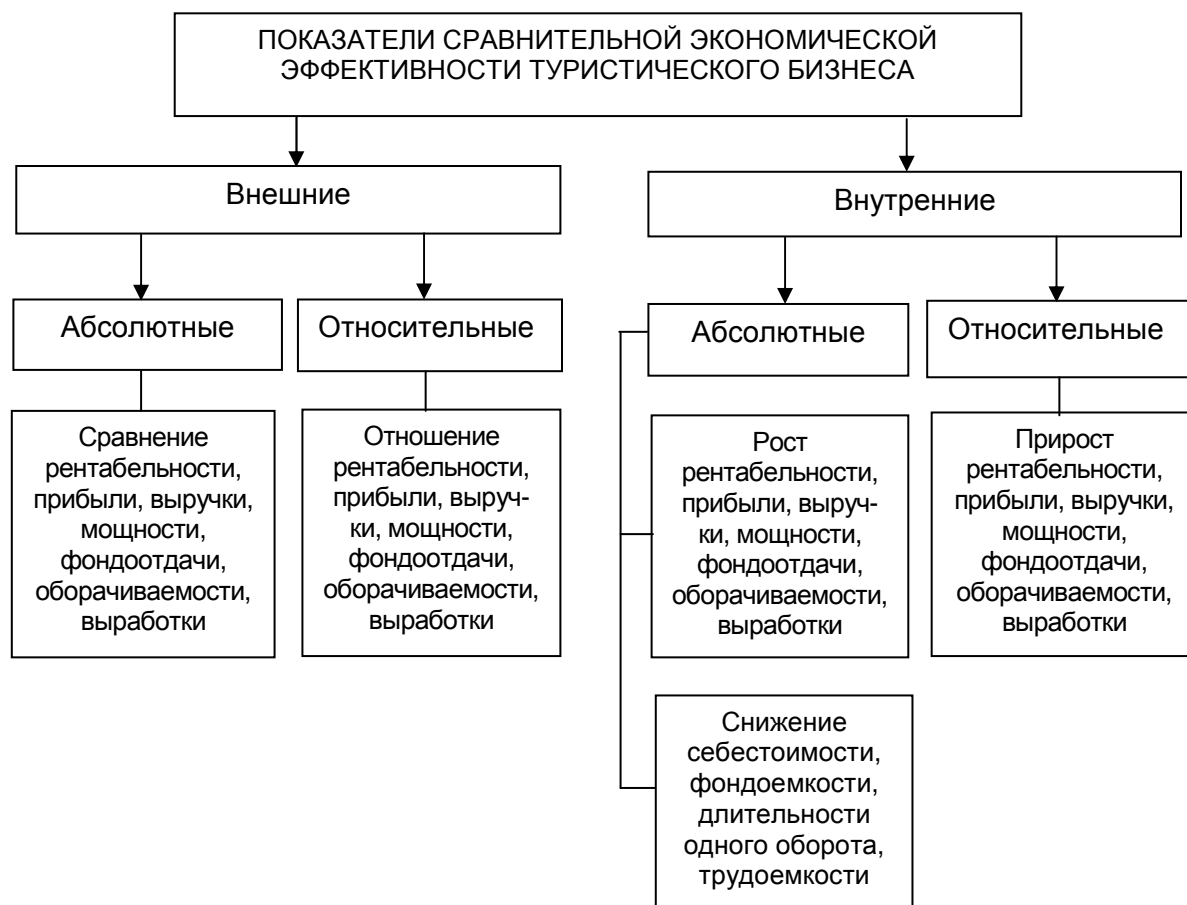 ПОКАЗАТЕЛИ СРАВНИТЕЛЬНОЙ ЭКОНОМИЧЕСКОЙ
ЭФФЕКТИВНОСТИ ТУРИСТИЧЕСКОГО БИЗНЕСА
Внешние
Внутренние
Абсолютные
Относительные
Абсолютные
Относительные
Сравнение
рентабельности,
прибыли, выручки,
мощности,
фондоотдачи,
оборачиваемости,
выработки
Отношение
рентабельности,
прибыли, выруч-
ки, мощности,
фондоотдачи,
оборачиваемости,
выработки
Рост
рентабельности,
прибыли, выруч-
ки, мощности,
фондоотдачи,
оборачиваемости,
выработки
Прирост
рентабельности,
прибыли, выручки,
мощности,
фондоотдачи,
оборачиваемости,
выработки
Снижение
себестоимости,
фондоемкости,
длительности
одного оборота,
трудоемкости